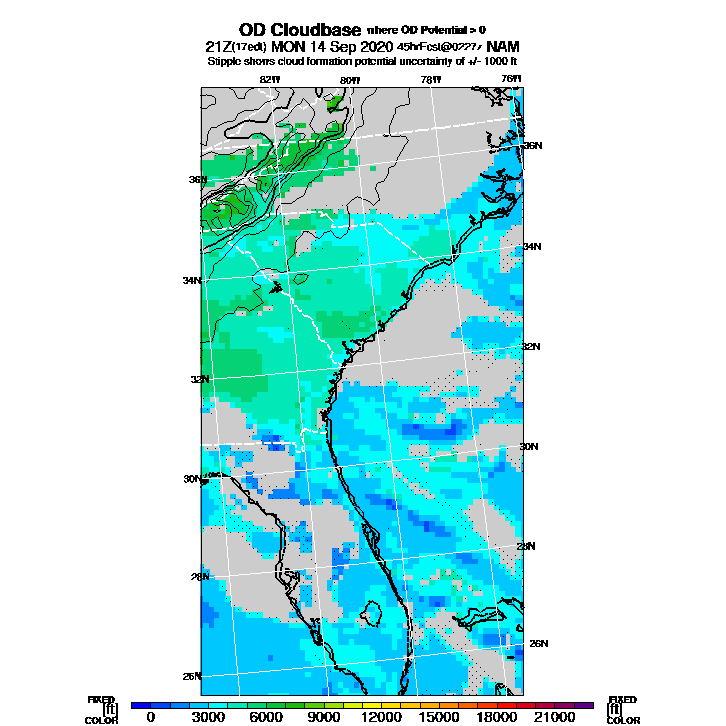 OD Cloudbase where OD Potential > 0
21Z(17edt) MON 14 Sep 2020 45hrFcst@0227z NAM
Stipple shows cloud formation potential uncertainty of +/- 1000 ft
82W 80W 78W 76W
36N
36N
34N
34N
32N
32N
30N
30N
28N
28N
26N
26N
FIXED FIXED
[ft] [ft]
COLOR COLOR
0 3000 6000 9000 12000 15000 18000 21000